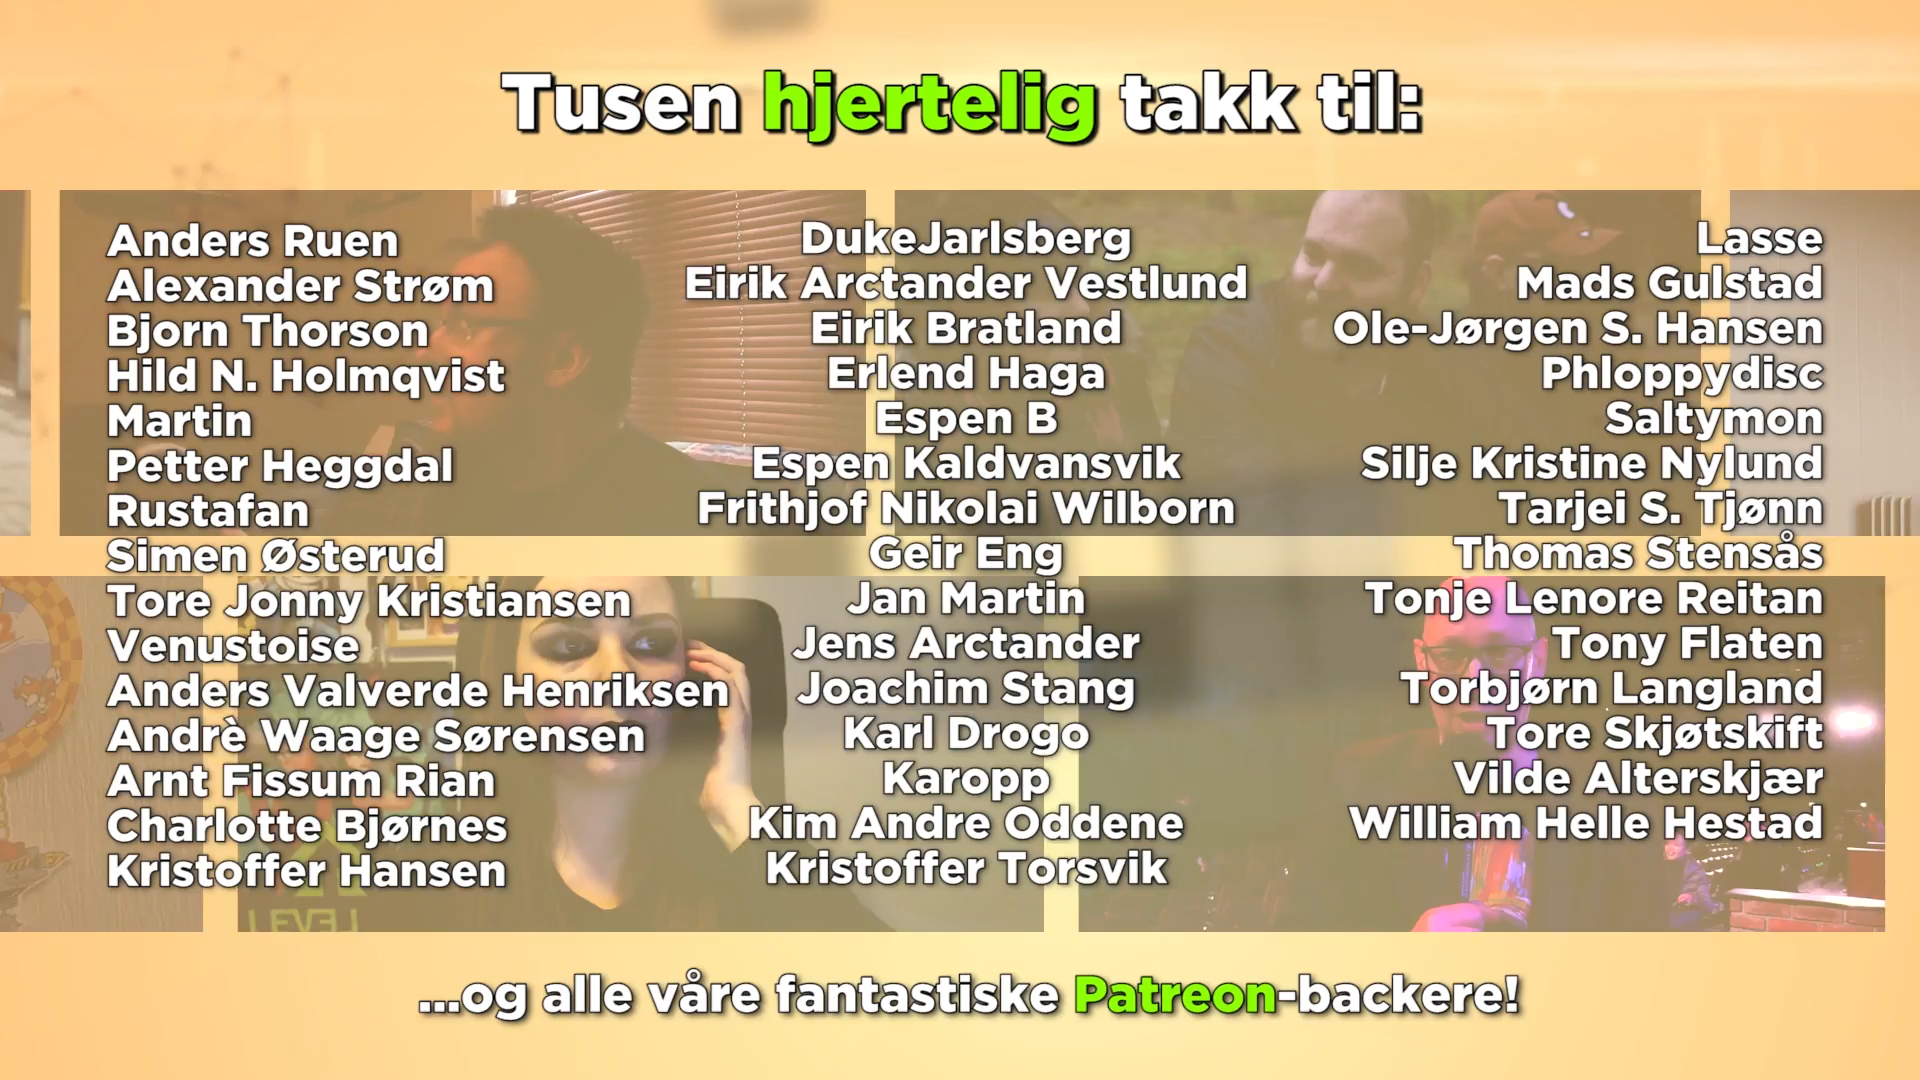 Tusen hjertelig takk til:
Anders Ruen
Alexander Strøm
Bjorn Thorson
Hild N. Holmqvist
Martin
Petter Heggdal
Rustafan
Simen Østerud
Tore Jonny Kristiansen
Venustoise
Anders Valverde Henriksen
Andrè Waage Sørensen
Arnt Fissum Rian
Charlotte Bjørnes
Kristoffer Hansen
DukeJarlsberg
Eirik Arctander Vestlund
Eirik Bratland
Erlend Haga
Espen B
Espen Kaldvansvik
Frithjof Nikolai Wilborn
Geir Eng
Jan Martin
Jens Arctander
Joachim Stang
Karl Drogo
Karopp
Kim Andre Oddene
Kristoffer Torsvik
Lasse
Mads Gulstad
Ole-Jørgen S. Hansen
Phloppydisc
Saltymon
Silje Kristine Nylund
Tarjei S. Tjønn
Thomas Stensås
Tonje Lenore Reitan
Tony Flaten
Torbjørn Langland
Tore Skjøtskift
Vilde Alterskjær
William Helle Hestad
LEVEL
...og alle våre fantastiske Patreon-backere!